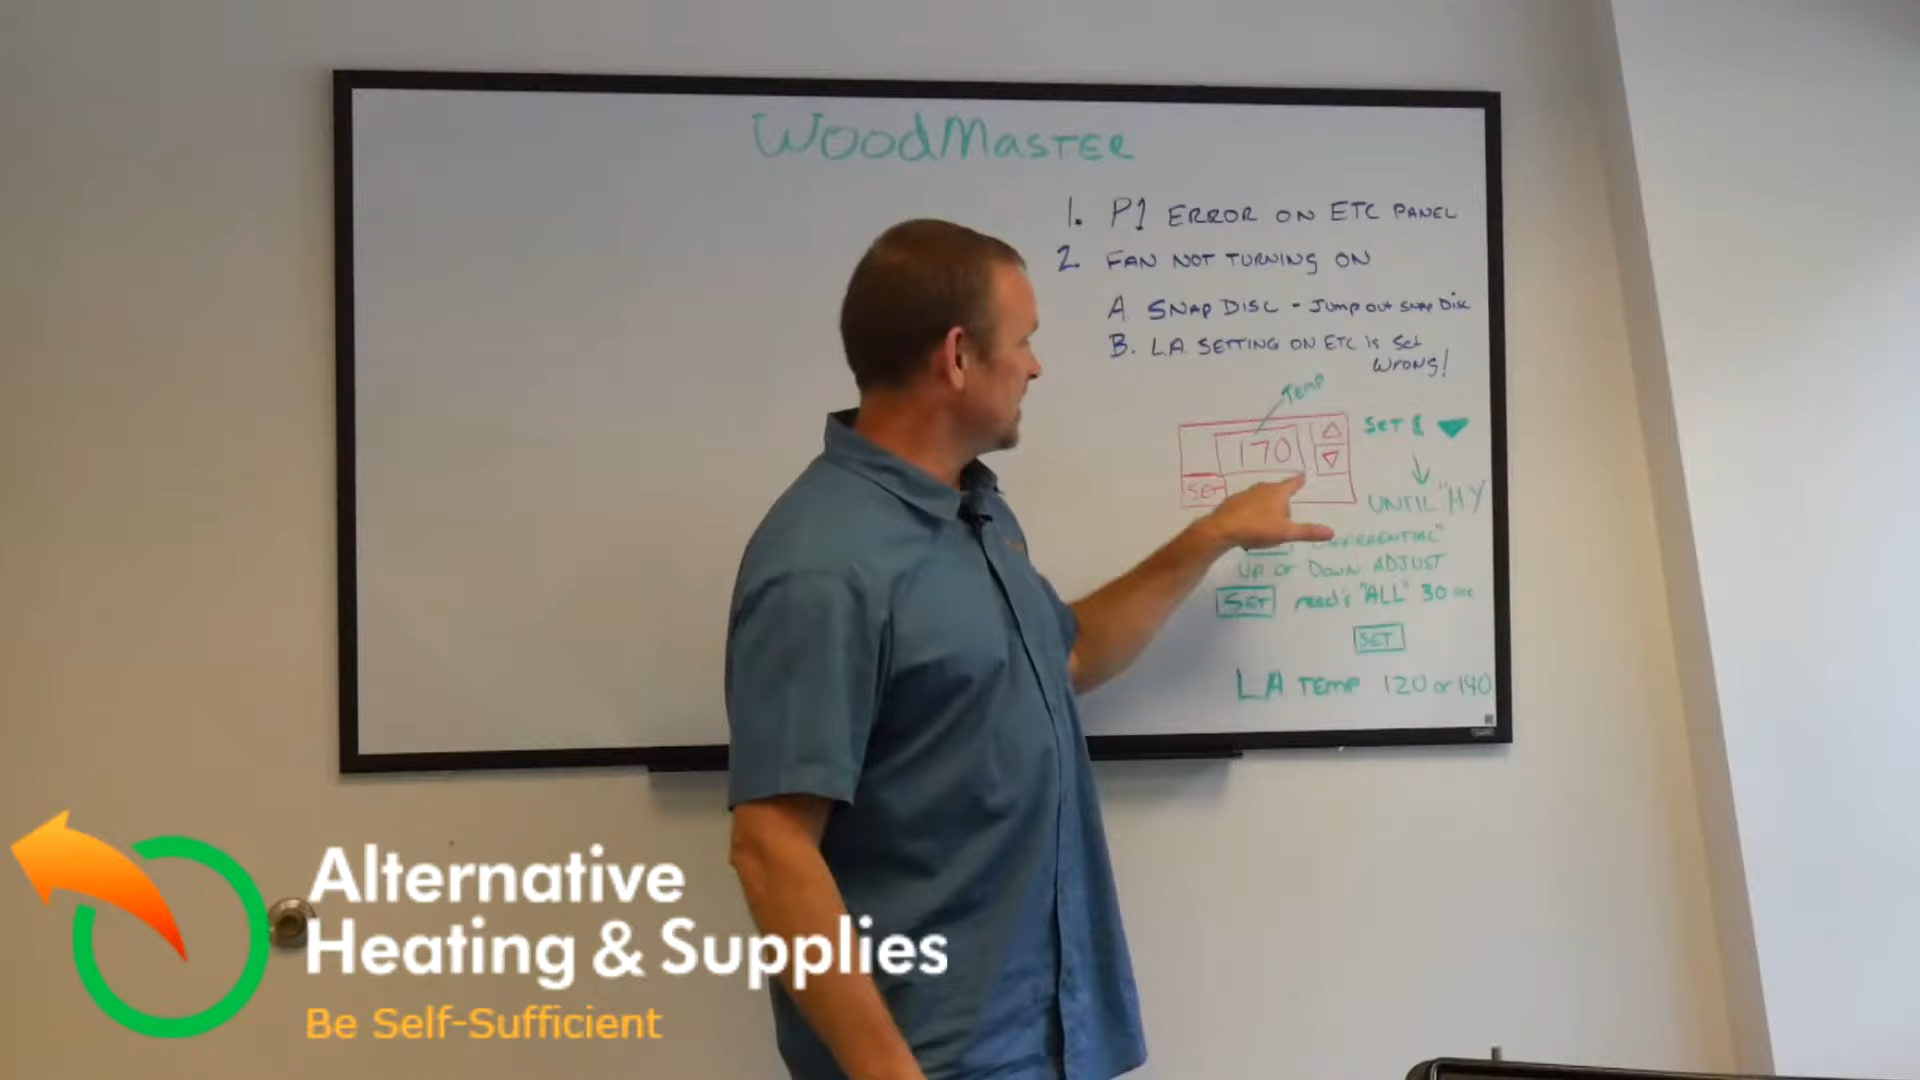 WOODMASTER
1. P1 ERROR ON ETC PANEL
2. FAN NOT TURNING ON
A SNAP DISC - Jump out snap Disc
B. L.A. SETTING ON ETC is Set
wrong!
Temp
170
SET
SET &
UNTIL "HY
DIFFERENTIAL"
UP or Down ADJUST
SET read's "ALL" 30 sec
SET
LA TEMP 120 or 140
Alternative
Heating & Supplies
Be Self-Sufficient